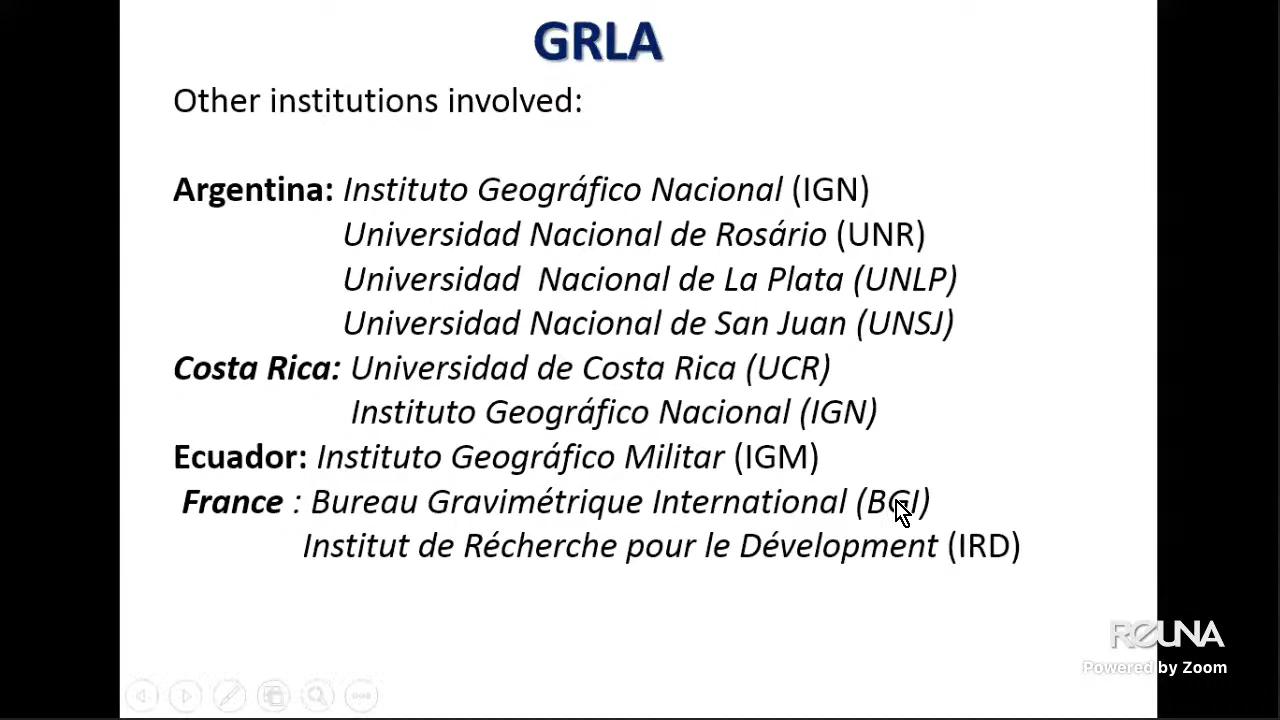 GRLA
Other institutions involved:
Argentina: Instituto Geográfico Nacional (IGN)
Universidad Nacional de Rosário (UNR)
Universidad  Nacional de La Plata (UNLP)
Universidad Nacional de San Juan (UNSJ)
Costa Rica: Universidad de Costa Rica (UCR)
Instituto Geográfico Nacional (IGN)
Ecuador: Instituto Geográfico Militar (IGM)
France : Bureau Gravimétrique International (BGI)
Institut de Récherche pour le Dévelopment (IRD)
REUNA
Powered by Zoom